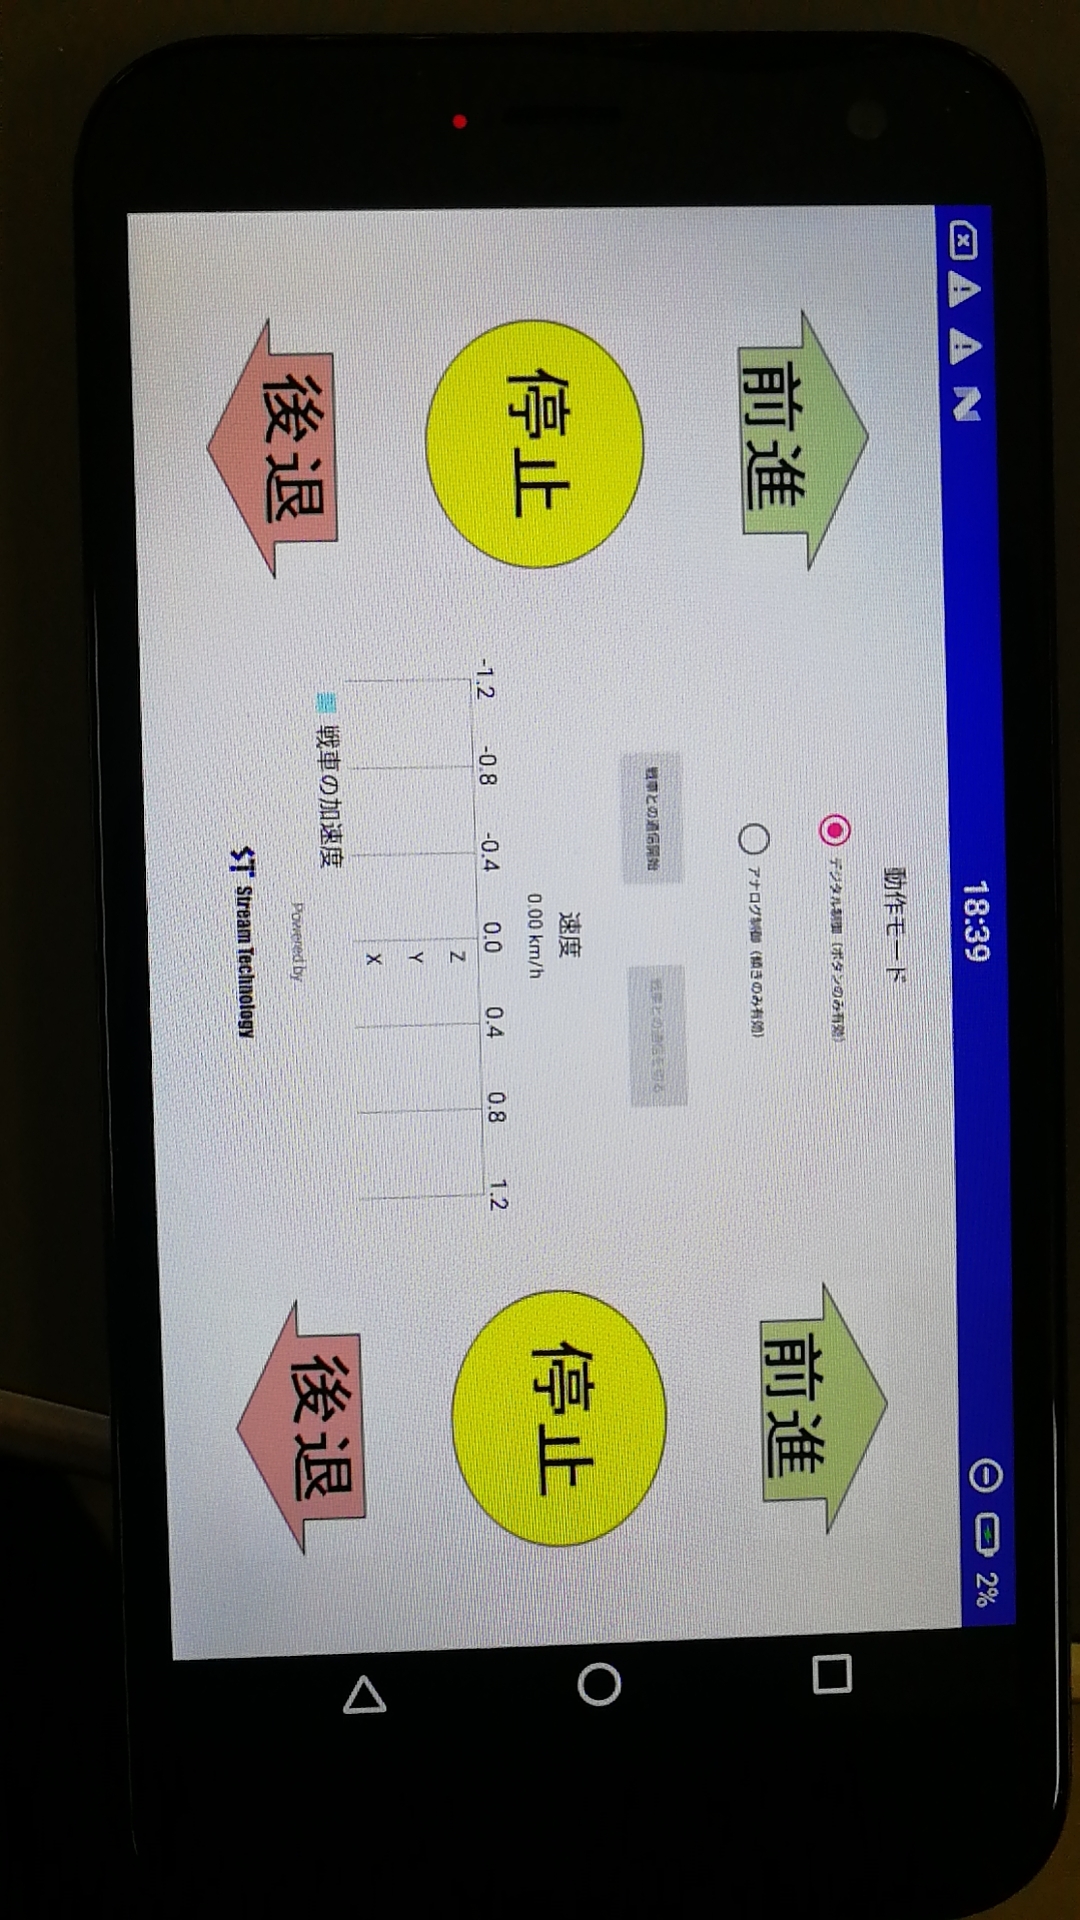 18:39
2%
動作モード
デジタル制御（ボタンのみ有効）
アナログ制御（傾きのみ有効）
前進
前進
戦車との通信開始
戦車との通信を切る
停止
停止
速度
0.00 km/h
-1.2 -0.8 -0.4 0.0 0.4 0.8 1.2
Z
Y
X
戦車の加速度
後退
後退
Powered by
ST Stream Technology